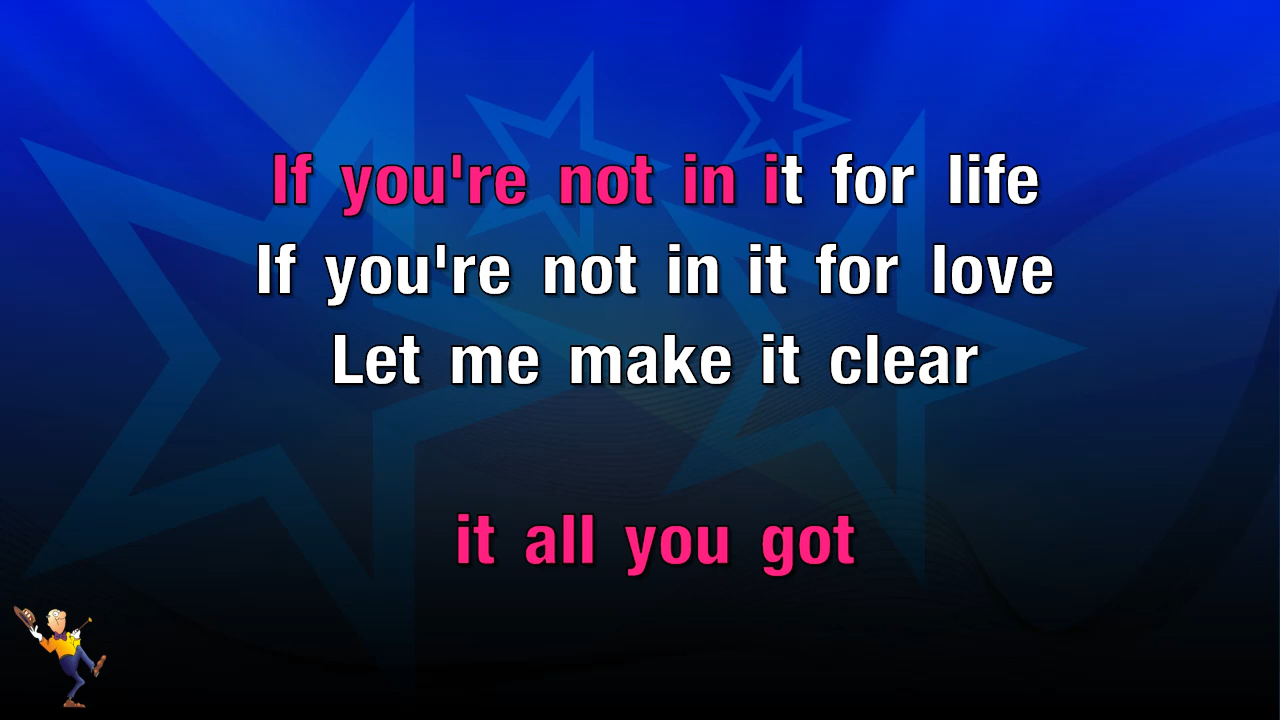 If you're not in it for life
If you're not in it for love
Let me make it clear
it all you got